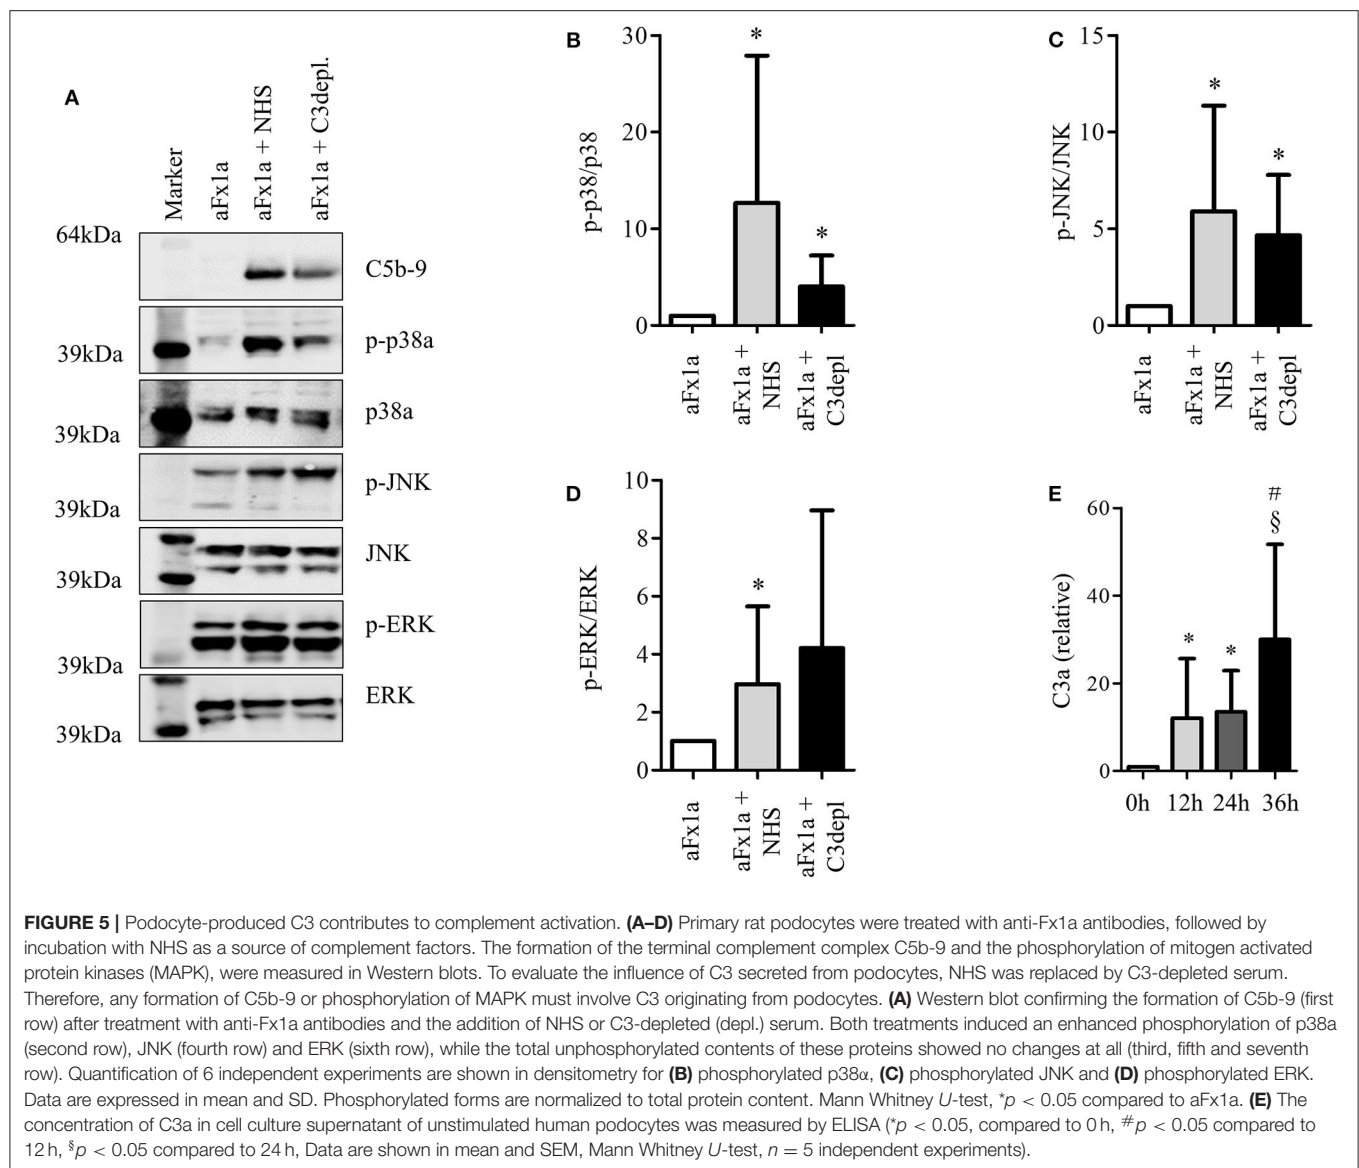 A
Marker
aFx1a
aFx1a + NHS
aFx1a + C3depl.
64kDa
C5b-9
39kDa
p-p38a
39kDa
p38a
39kDa
p-JNK
39kDa
JNK
39kDa
p-ERK
39kDa
ERK
B
p-p38/p38
30
20
10
0
*
*
aFx1a
aFx1a +
NHS
aFx1a +
C3depl
C
p-JNK/JNK
15
10
5
0
*
*
aFx1a
aFx1a +
NHS
aFx1a +
C3depl
D
p-ERK/ERK
10
8
6
4
2
0
*
aFx1a
aFx1a +
NHS
aFx1a +
C3depl
E
C3a (relative)
60
40
20
0
*
*
#
§
0h 12h 24h 36h
FIGURE 5 | Podocyte-produced C3 contributes to complement activation. (A–D) Primary rat podocytes were treated with anti-Fx1a antibodies, followed by
incubation with NHS as a source of complement factors. The formation of the terminal complement complex C5b-9 and the phosphorylation of mitogen activated
protein kinases (MAPK), were measured in Western blots. To evaluate the influence of C3 secreted from podocytes, NHS was replaced by C3-depleted serum.
Therefore, any formation of C5b-9 or phosphorylation of MAPK must involve C3 originating from podocytes. (A) Western blot confirming the formation of C5b-9 (first
row) after treatment with anti-Fx1a antibodies and the addition of NHS or C3-depleted (depl.) serum. Both treatments induced an enhanced phosphorylation of p38a
(second row), JNK (fourth row) and ERK (sixth row), while the total unphosphorylated contents of these proteins showed no changes at all (third, fifth and seventh
row). Quantification of 6 independent experiments are shown in densitometry for (B) phosphorylated p38α, (C) phosphorylated JNK and (D) phosphorylated ERK.
Data are expressed in mean and SD. Phosphorylated forms are normalized to total protein content. Mann Whitney U-test, *p < 0.05 compared to aFx1a. (E) The
concentration of C3a in cell culture supernatant of unstimulated human podocytes was measured by ELISA (*p < 0.05, compared to 0 h, #p < 0.05 compared to
12 h, §p < 0.05 compared to 24 h, Data are shown in mean and SEM, Mann Whitney U-test, n = 5 independent experiments).